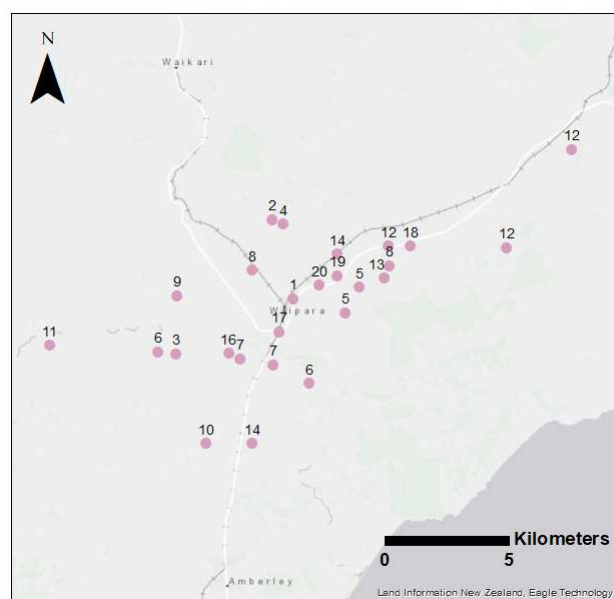 N
Waikari
12
2 4
14 12 18
12
8 19 13 8
9 1 20 5
Waipara
5
17
11 6 3 16 7 7
6
10 14
Kilometers
0 5
Amberley
Land Information New Zealand, Eagle Technology